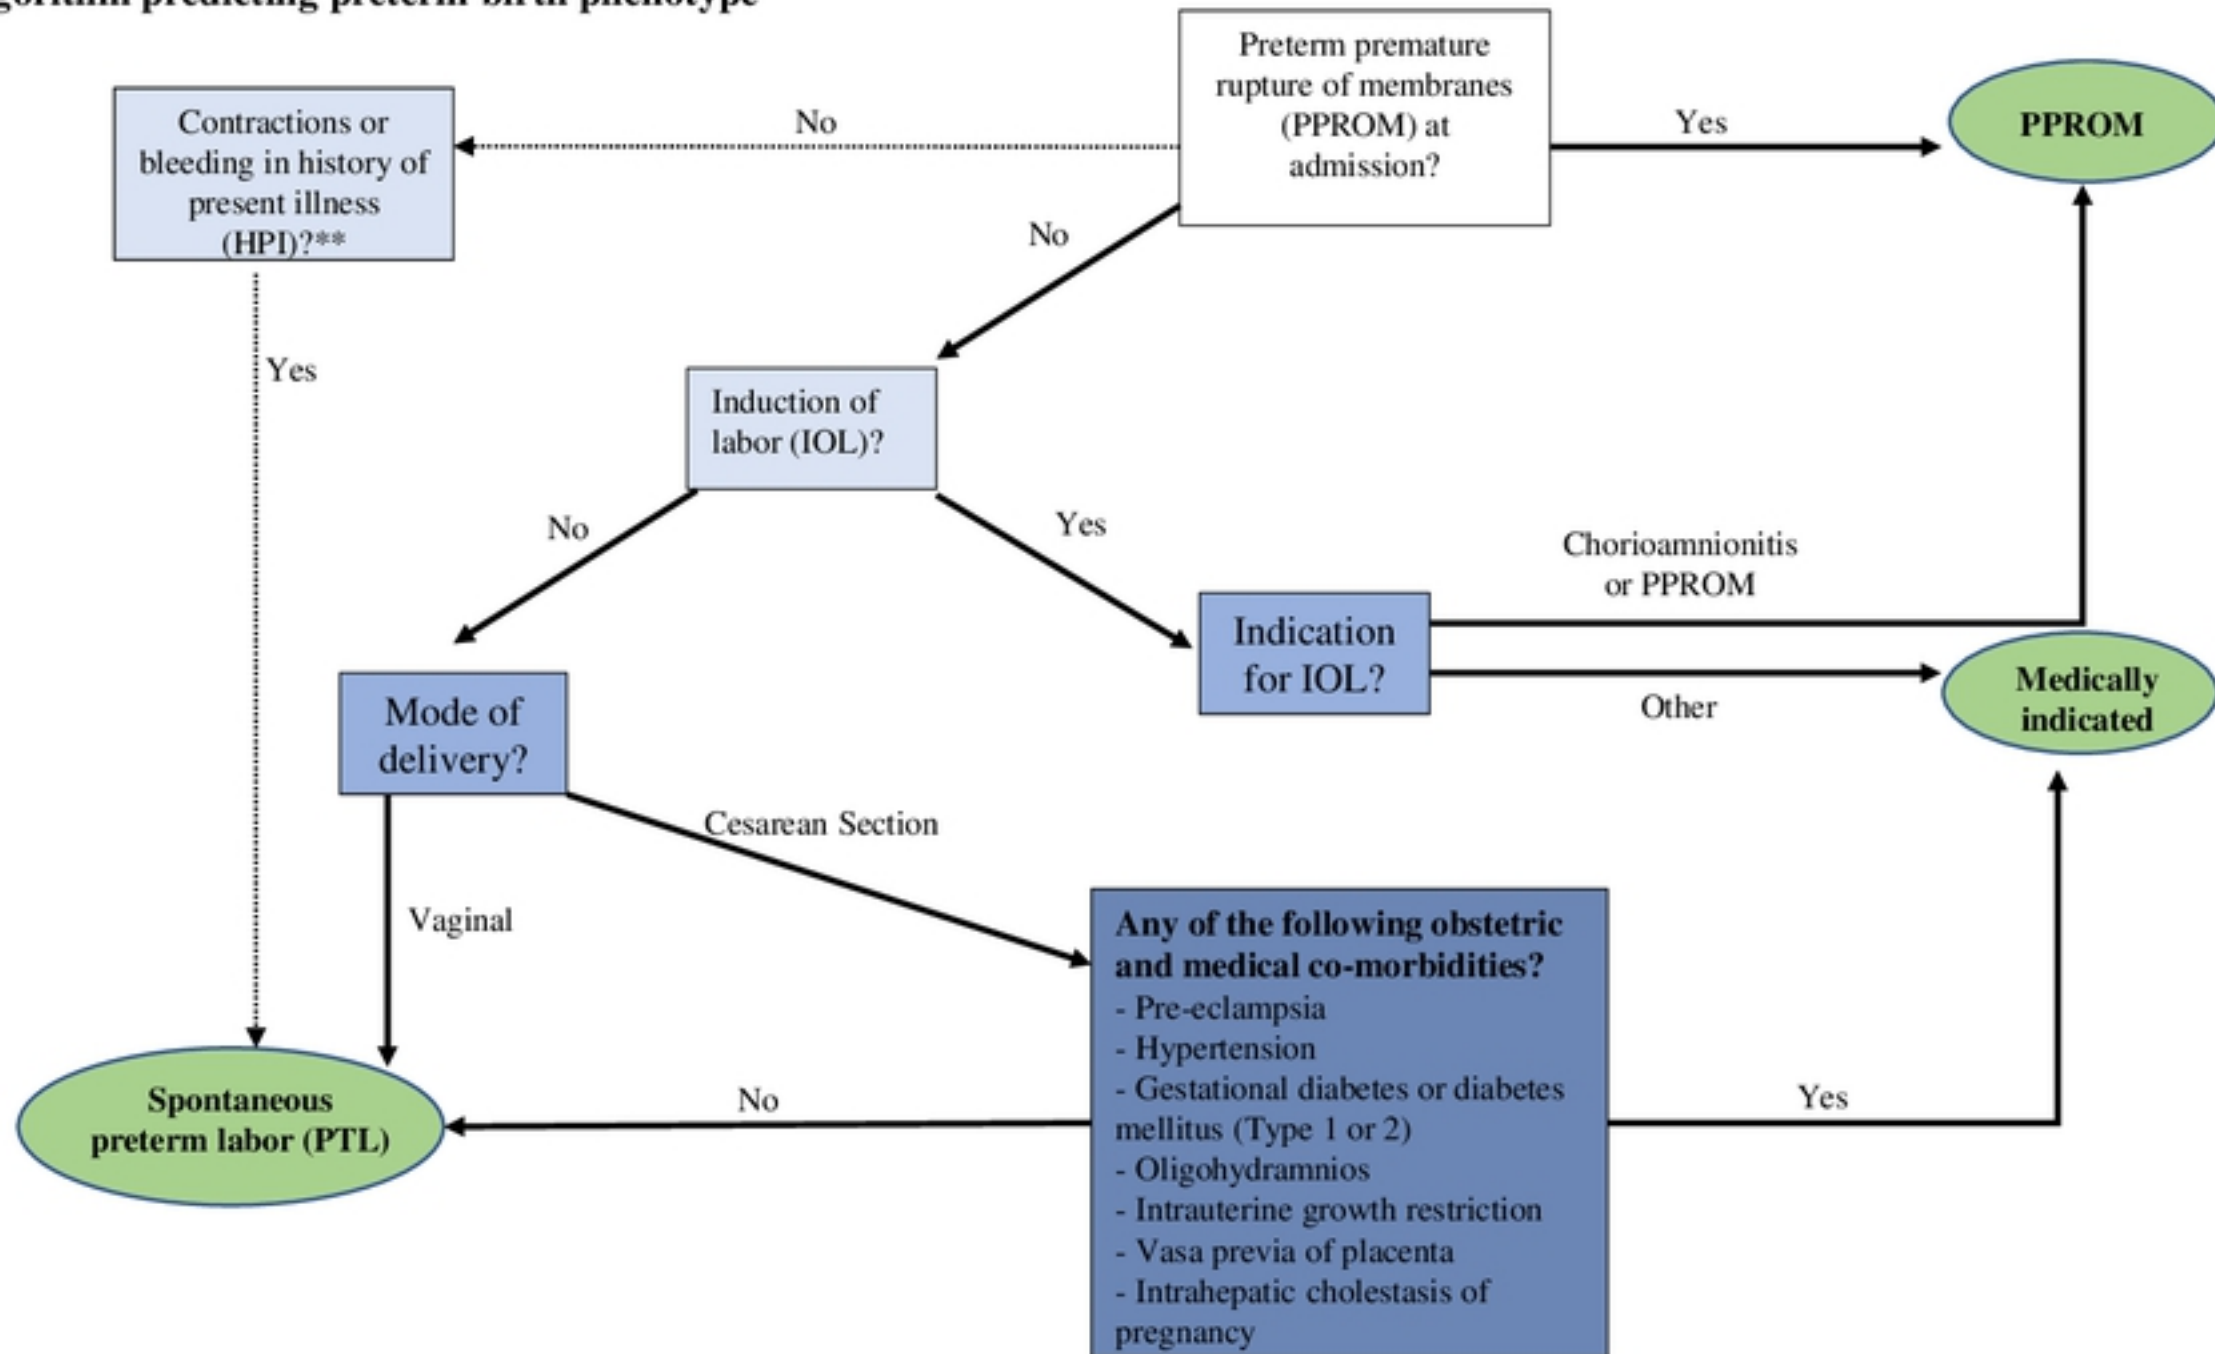 predicting preterm birth phenotype
Preterm premature
rupture of membranes
(PPROM) at
admission?
Yes
PPROM
No
Contractions or
bleeding in history of
present illness
(HPI)?**
No
Yes
Induction of
labor (IOL)?
No
Yes
Chorioamnionitis
or PPROM
Indication
for IOL?
Other
Medically
indicated
Mode of
delivery?
Cesarean Section
Vaginal
Any of the following obstetric
and medical co-morbidities?
- Pre-eclampsia
- Hypertension
- Gestational diabetes or diabetes
mellitus (Type 1 or 2)
- Oligohydramnios
- Intrauterine growth restriction
- Vasa previa of placenta
- Intrahepatic cholestasis of
pregnancy
No
Yes
Spontaneous
preterm labor (PTL)